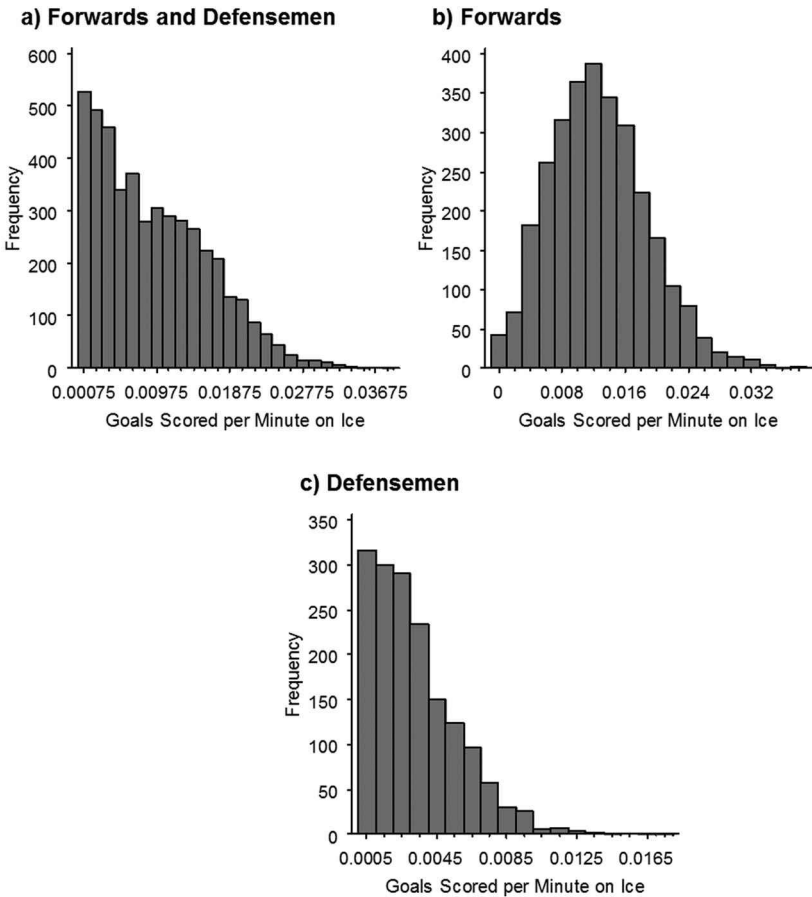 a) Forwards and Defensemen
600
500
400
300
200
100
0
Frequency
0.00075 0.00975 0.01875 0.02775 0.03675
Goals Scored per Minute on Ice
b) Forwards
400
350
300
250
200
150
100
50
0
Frequency
0 0.008 0.016 0.024 0.032
Goals Scored per Minute on Ice
c) Defensemen
350
300
250
200
150
100
50
0
Frequency
0.0005 0.0045 0.0085 0.0125 0.0165
Goals Scored per Minute on Ice